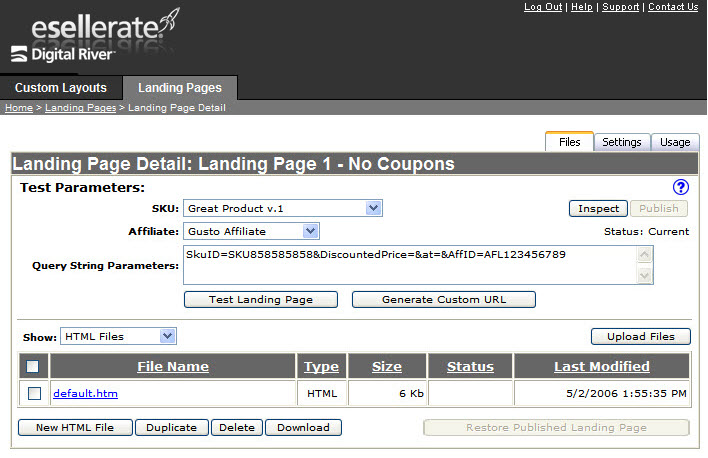 Log Out | Help | Support | Contact Us
esellerate.
Digital River
Custom Layouts Landing Pages
Home > Landing Pages > Landing Page Detail
Files Settings Usage
Landing Page Detail: Landing Page 1 - No Coupons
Test Parameters: ?
SKU: Great Product v.1 Inspect Publish
Affiliate: Gusto Affiliate Status: Current
Query String Parameters: SkuID=SKU858585858&DiscountedPrice=&at=&AffID=AFL123456789
Test Landing Page Generate Custom URL
Show: HTML Files Upload Files
File Name Type Size Status Last Modified
default.htm HTML 6 Kb 5/2/2006 1:55:35 PM
New HTML File Duplicate Delete Download Restore Published Landing Page